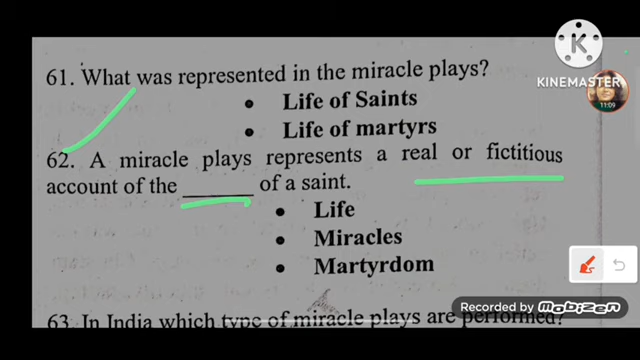 K
KINEMASTER
11:09
61. What was represented in the miracle plays?
• Life of Saints
• Life of martyrs
62. A miracle plays represents a real or fictitious
account of the ______ of a saint.
• Life
• Miracles
• Martyrdom
Recorded by mobizen
63. In India which type of miracle plays are performed?